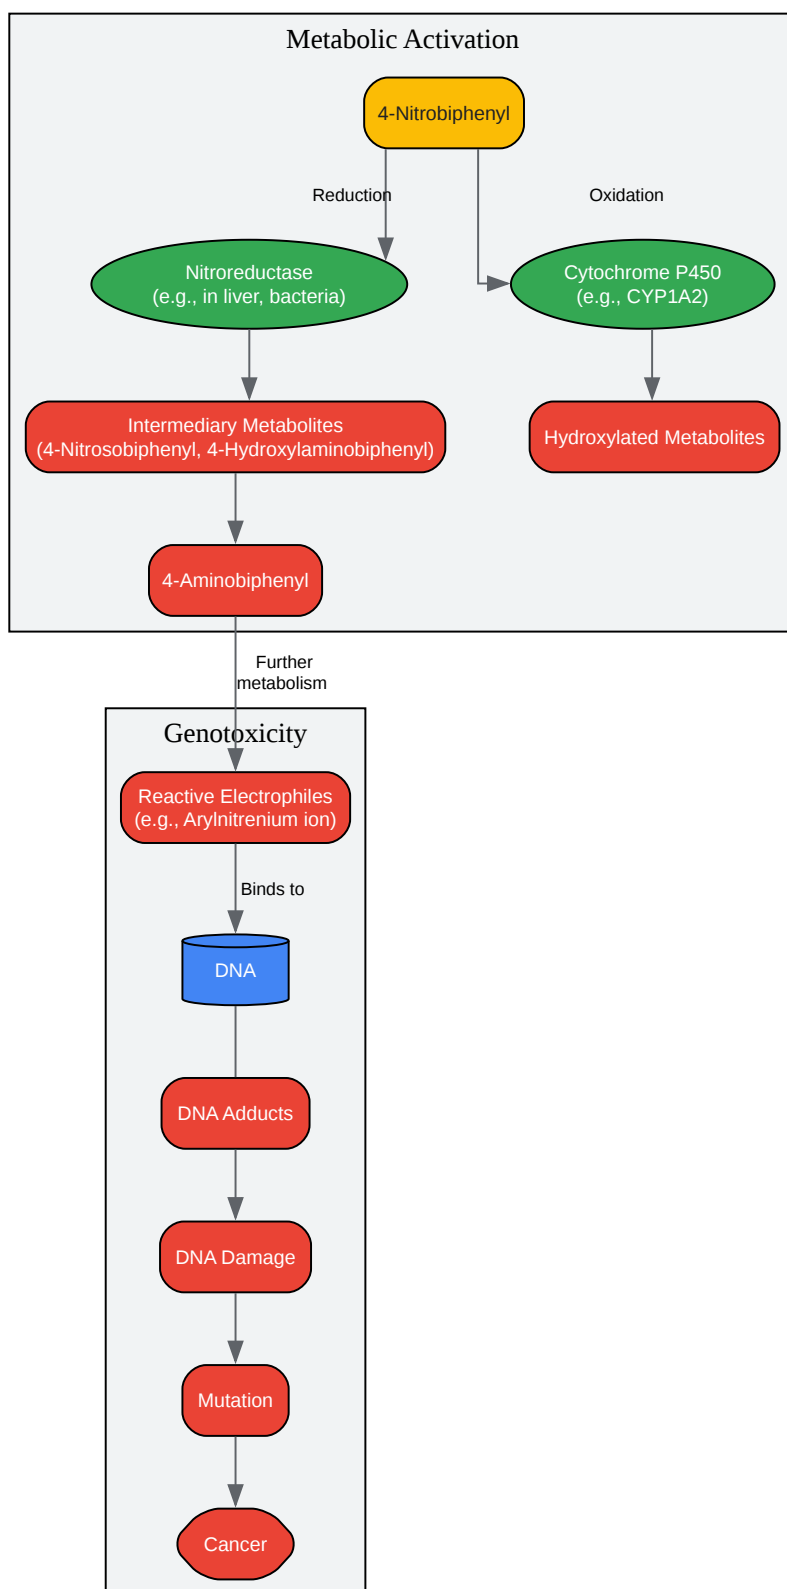 Metabolic Activation
4-Nitrobiphenyl
Reduction
Oxidation
Nitroreductase
(e.g., in liver, bacteria)
Cytochrome P450
(e.g., CYP1A2)
Intermediary Metabolites
(4-Nitrosobiphenyl, 4-Hydroxylaminobiphenyl)
Hydroxylated Metabolites
4-Aminobiphenyl
Further
metabolism
Genotoxicity
Reactive Electrophiles
(e.g., Arylnitrenium ion)
Binds to
DNA
DNA Adducts
DNA Damage
Mutation
Cancer